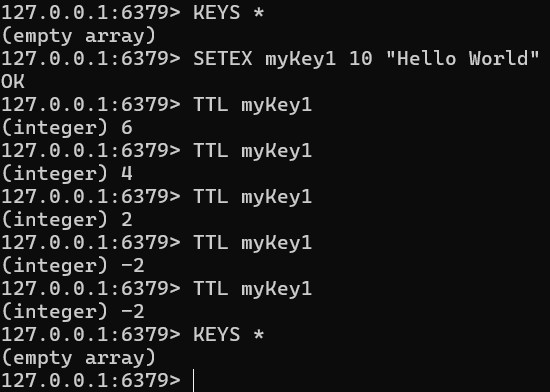 127.0.0.1:6379> KEYS *
(empty array)
127.0.0.1:6379> SETEX myKey1 10 "Hello World"
OK
127.0.0.1:6379> TTL myKey1
(integer) 6
127.0.0.1:6379> TTL myKey1
(integer) 4
127.0.0.1:6379> TTL myKey1
(integer) 2
127.0.0.1:6379> TTL myKey1
(integer) -2
127.0.0.1:6379> TTL myKey1
(integer) -2
127.0.0.1:6379> KEYS *
(empty array)
127.0.0.1:6379>